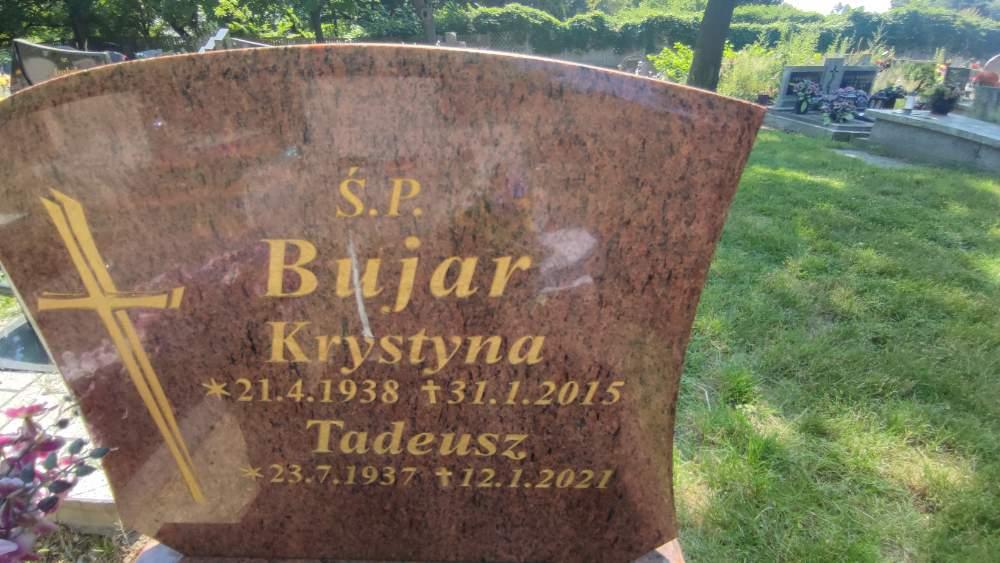 Ś.P.
Bujar
Krystyna
*21.4.1938 †31.1.2015
Tadeusz
*23.7.1937 †12.1.2021